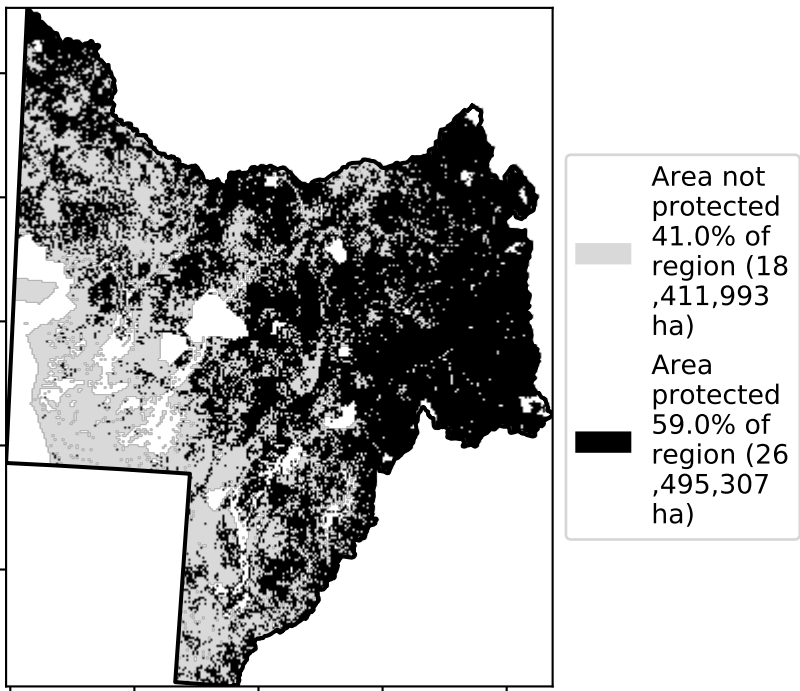 Area not
protected
41.0% of
region (18
,411,993
ha)
Area
protected
59.0% of
region (26
,495,307
ha)